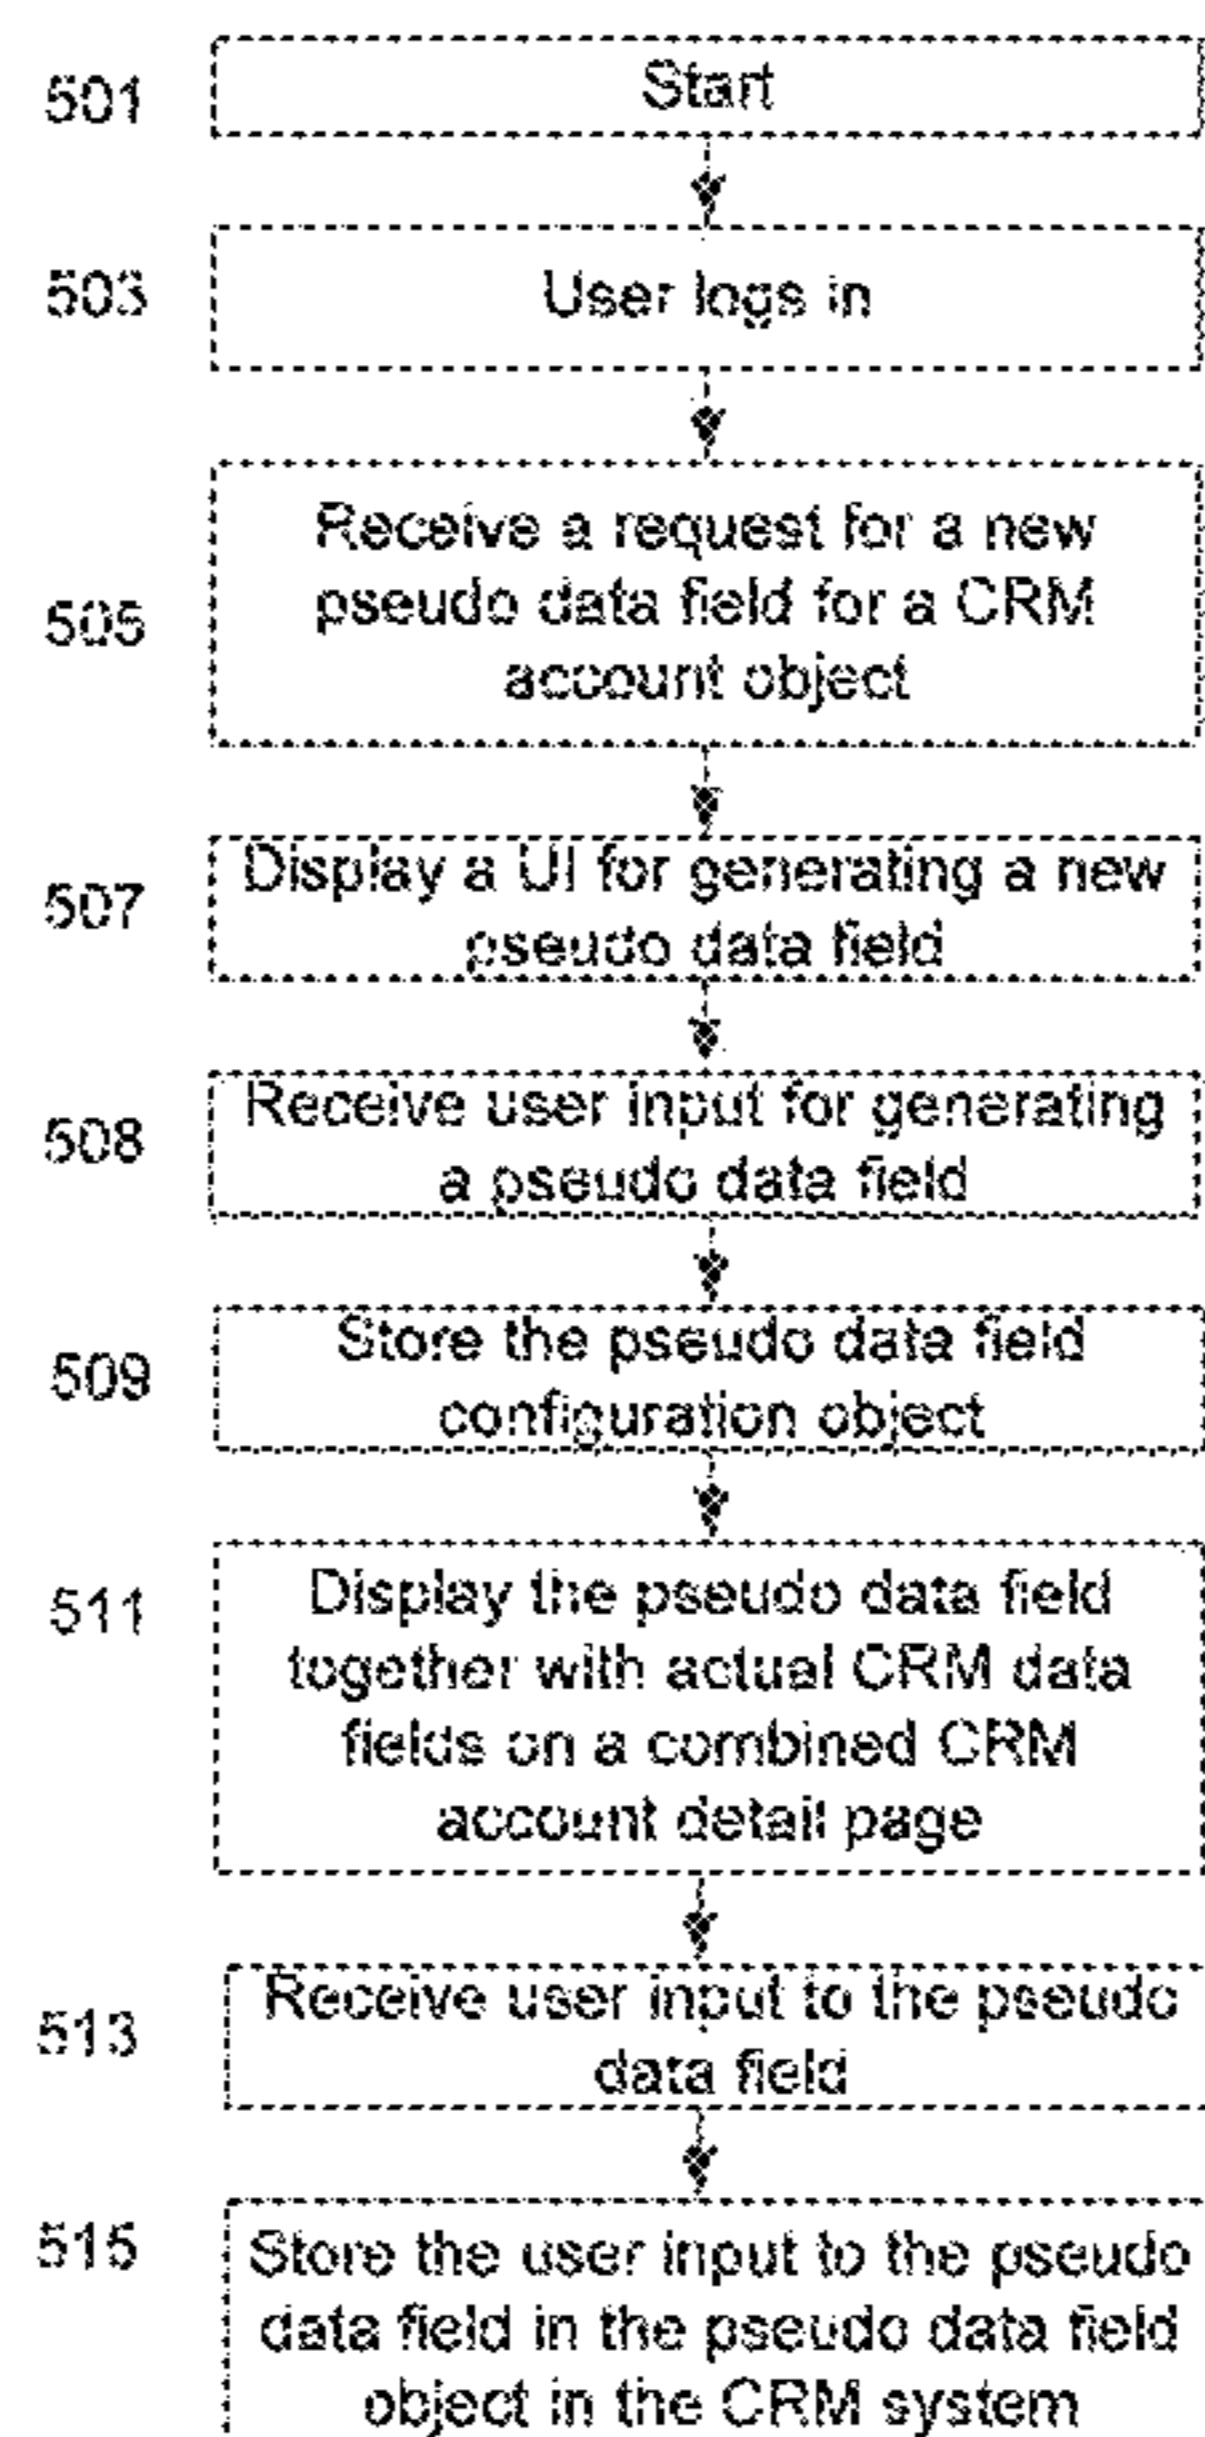 501
Start
503
User logs in
505
Receive a request for a new
pseudo data field for a CRM
account object
507
Display a UI for generating a new
pseudo data field
508
Receive user input for generating
a pseudo data field
509
Store the pseudo data field
configuration object
511
Display the pseudo data field
together with actual CRM data
fields on a combined CRM
account detail page
513
Receive user input to the pseudo
data field
515
Store the user input to the pseudo
data field in the pseudo data field
object in the CRM system